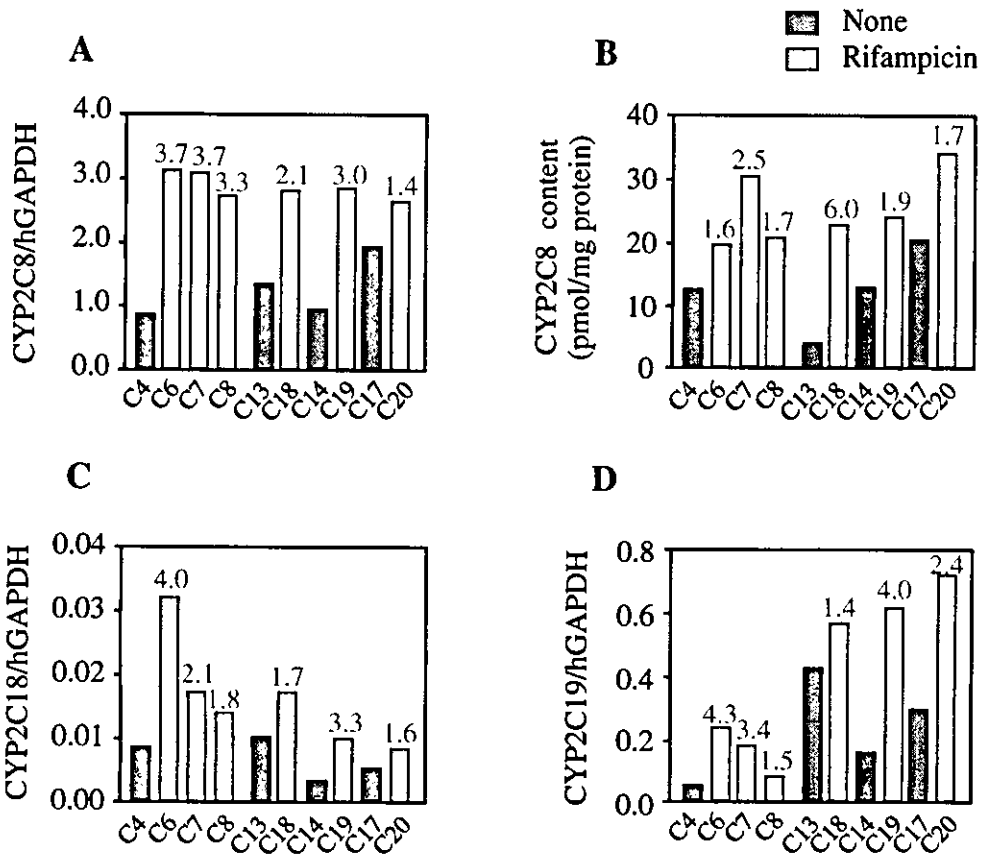 None
Rifampicin
A
CYP2C8/hGAPDH
4.0
3.0
2.0
1.0
0.0
3.7
3.7
3.3
2.1
3.0
1.4
C4
C6
C7
C8
C13
C18
C14
C19
C17
C20
B
CYP2C8 content
(pmol/mg protein)
40
30
20
10
0
1.6
2.5
1.7
6.0
1.9
1.7
C4
C6
C7
C8
C13
C18
C14
C19
C17
C20
C
CYP2C18/hGAPDH
0.04
0.03
0.02
0.01
0.00
4.0
2.1
1.8
1.7
3.3
1.6
C4
C6
C7
C8
C13
C18
C14
C19
C17
C20
D
CYP2C19/hGAPDH
0.8
0.6
0.4
0.2
0.0
4.3
3.4
1.5
1.4
4.0
2.4
C4
C6
C7
C8
C13
C18
C14
C19
C17
C20